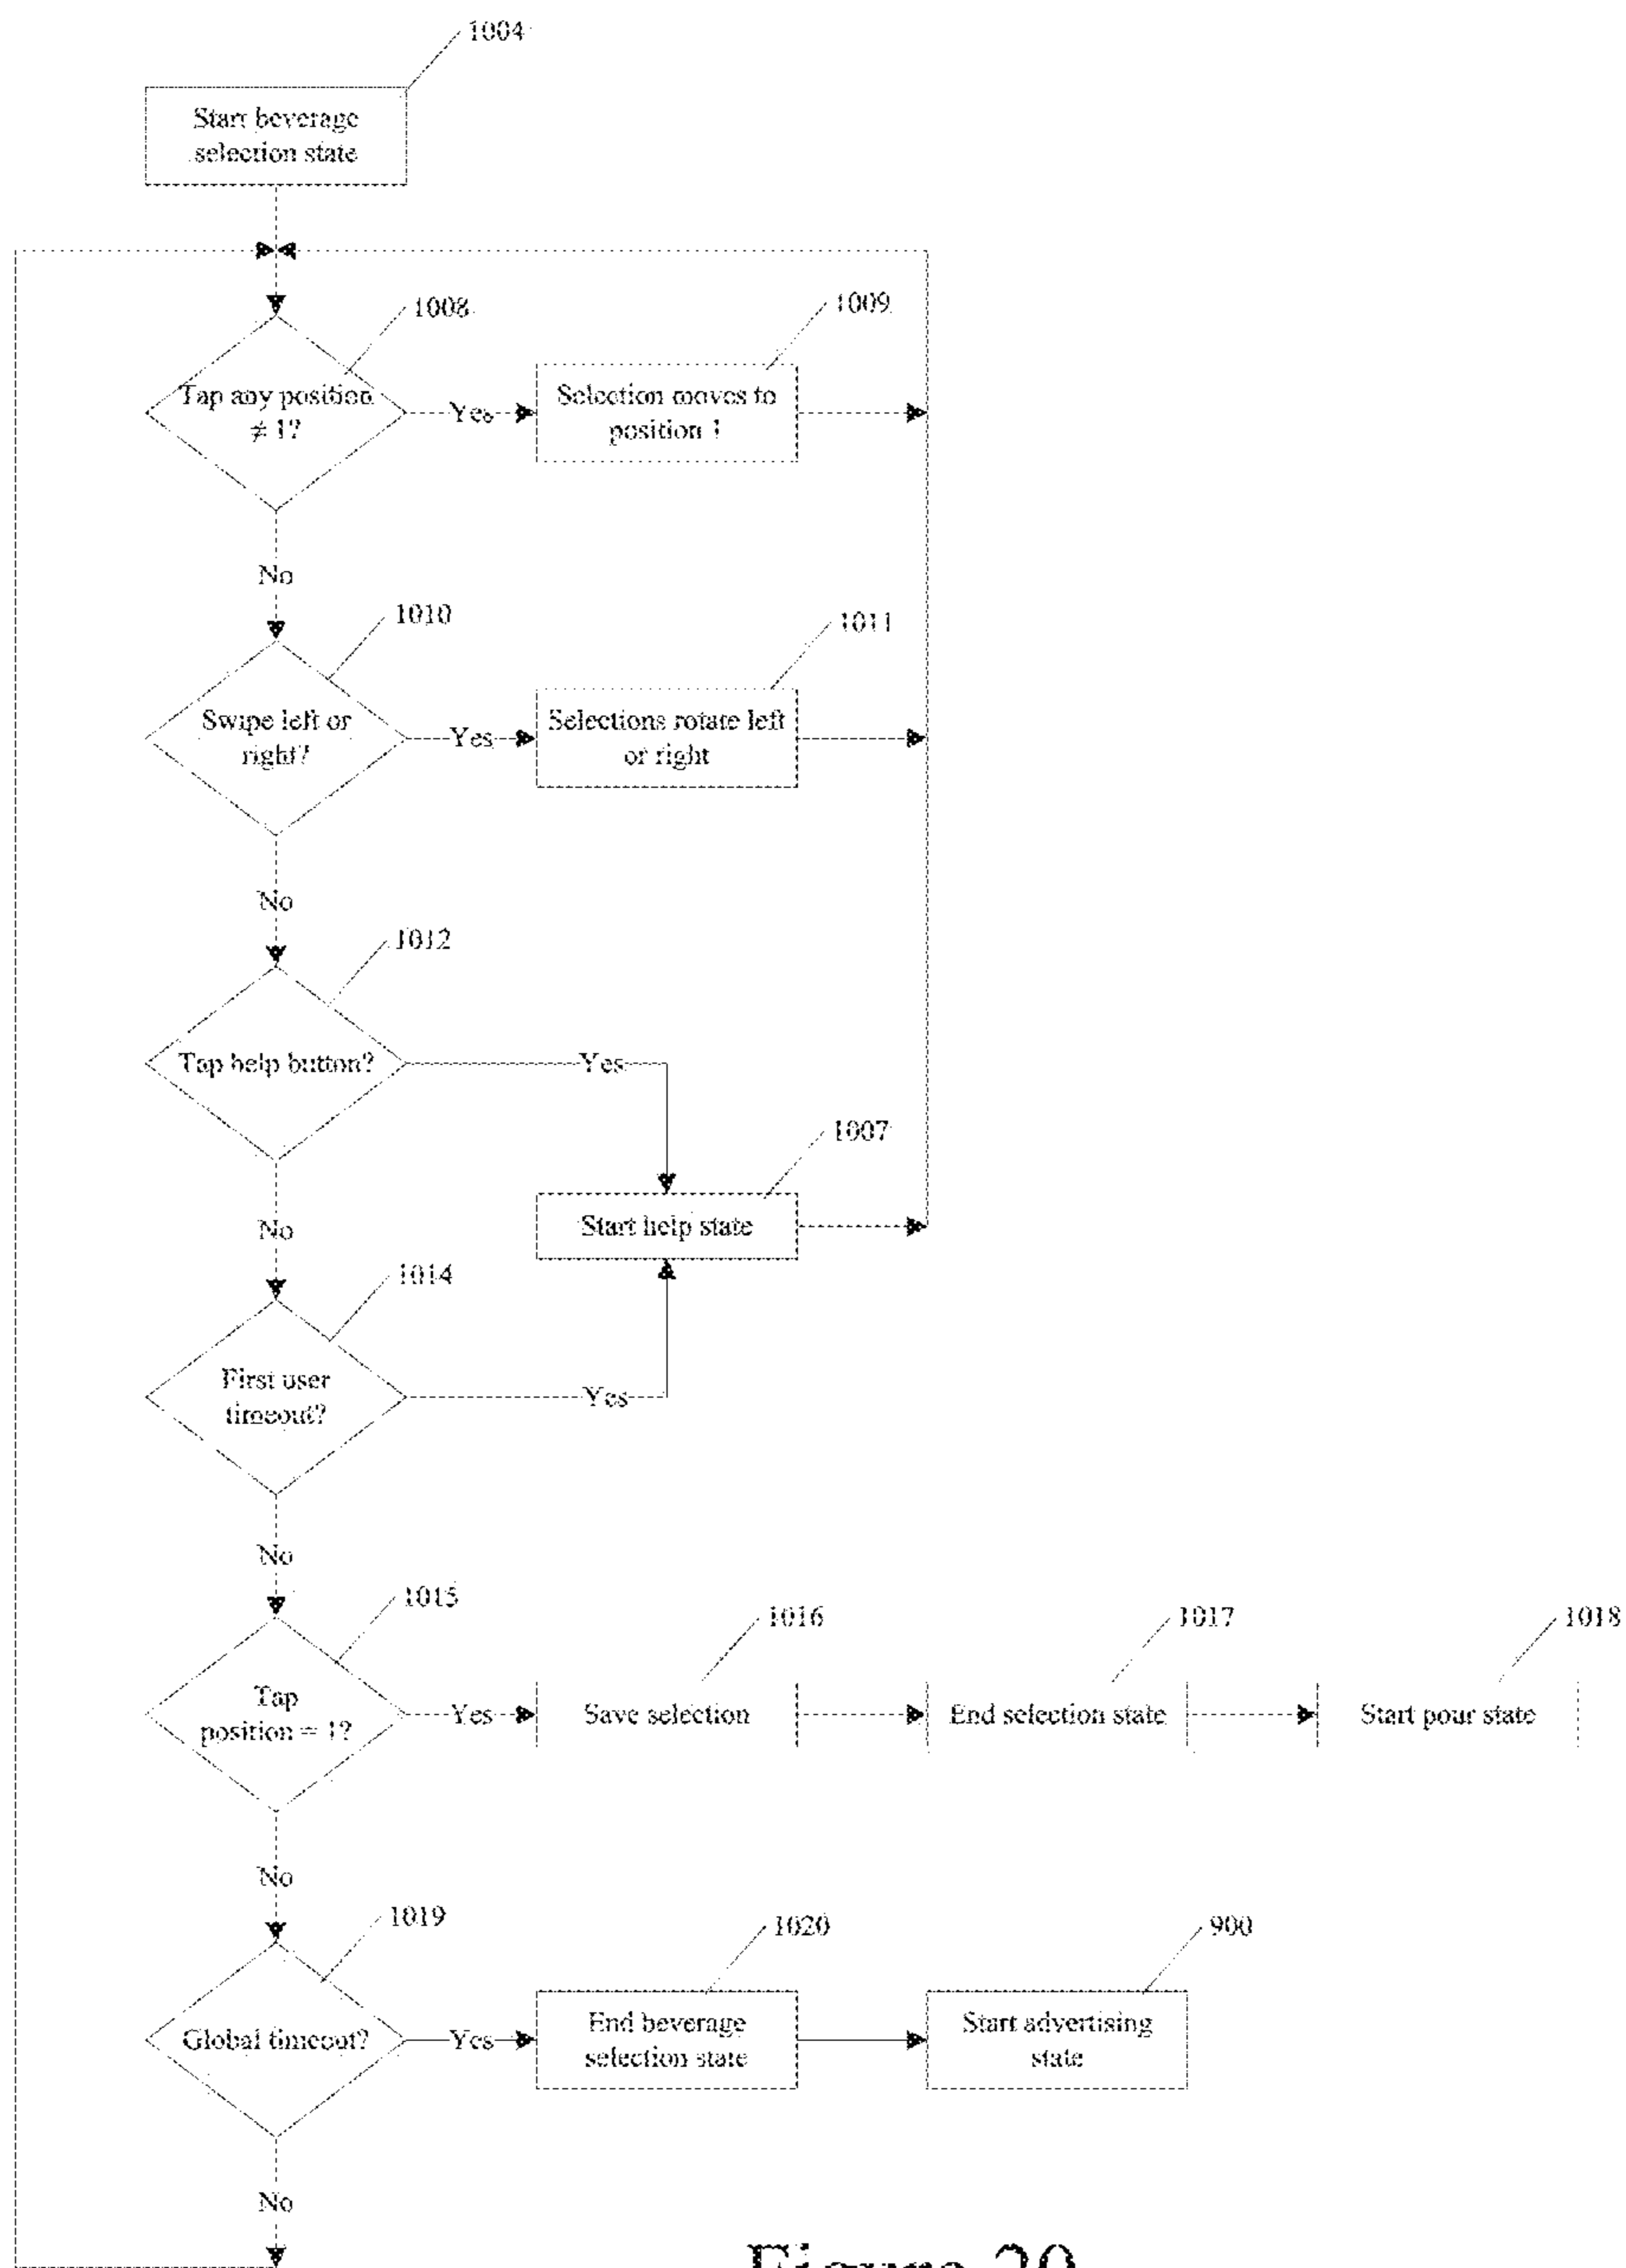 1004
Start beverage
selection state
1008
1009
Tap any position
≠ 1?
Yes
Selection moves to
position 1
No
1010
1011
Swipe left or
right?
Yes
Selections rotate left
or right
No
1012
Tap help button?
Yes
1007
Start help state
No
1014
First user
timeout?
Yes
No
1015
1016
1017
1018
Tap
position = 1?
Yes
Save selection
End selection state
Start pour state
No
1019
1020
900
Global timeout?
Yes
End beverage
selection state
Start advertising
state
No
Figure 20